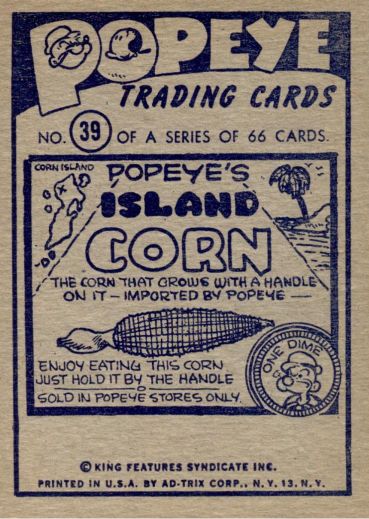 POPEYE
TRADING CARDS
NO. 39 OF A SERIES OF 66 CARDS.
CORN ISLAND
POPEYE'S
ISLAND
CORN
THE CORN THAT GROWS WITH A HANDLE
ON IT — IMPORTED BY POPEYE —
ONE DIME
ENJOY EATING THIS CORN
JUST HOLD IT BY THE HANDLE
SOLD IN POPEYE STORES ONLY.
© KING FEATURES SYNDICATE INC.
PRINTED IN U.S.A. BY AD-TRIX CORP., N.Y. 13, N.Y.